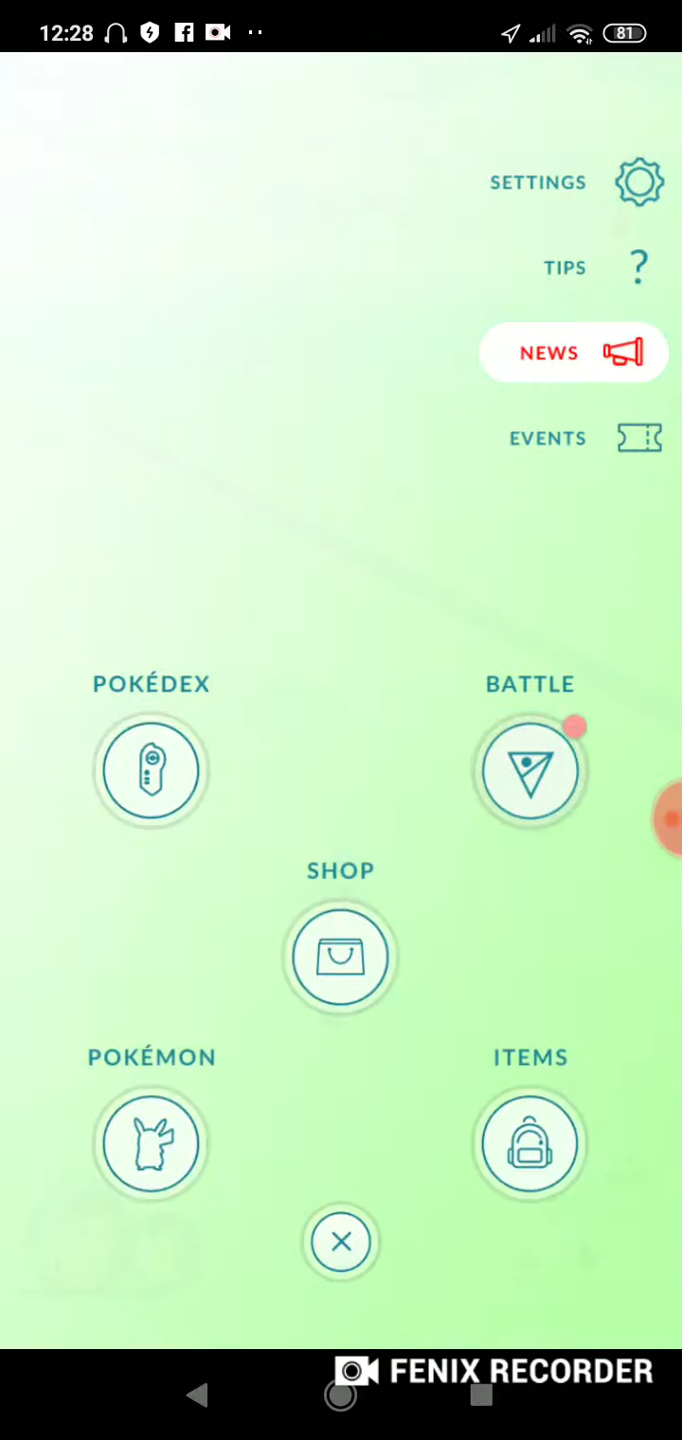 12:28
81
SETTINGS
TIPS
NEWS
EVENTS
POKÉDEX
BATTLE
SHOP
POKÉMON
ITEMS
FENIX RECORDER